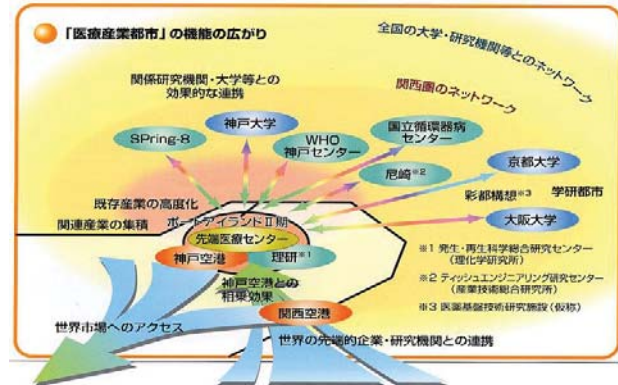 「医療産業都市」の機能の広がり
全国の大学・研究機関等とのネットワーク
関係研究機関・大学等との
効果的な連携
関西圏のネットワーク
SPring-8
神戸大学
WHO
神戸センター
国立循環器病
センター
尼崎※2
京都大学
彩都構想※3
学研都市
大阪大学
既存産業の高度化
関連産業の集積
ポートアイランドⅡ期
先端医療センター
神戸空港
理研※1
神戸空港との
相乗効果
関西空港
世界市場へのアクセス
世界の先端的企業・研究機関との連携
※1 発生・再生科学総合研究センター
(理化学研究所)
※2 ティッシュエンジニアリング研究センター
(産業技術総合研究所)
※3 医薬基盤技術研究施設(仮称)